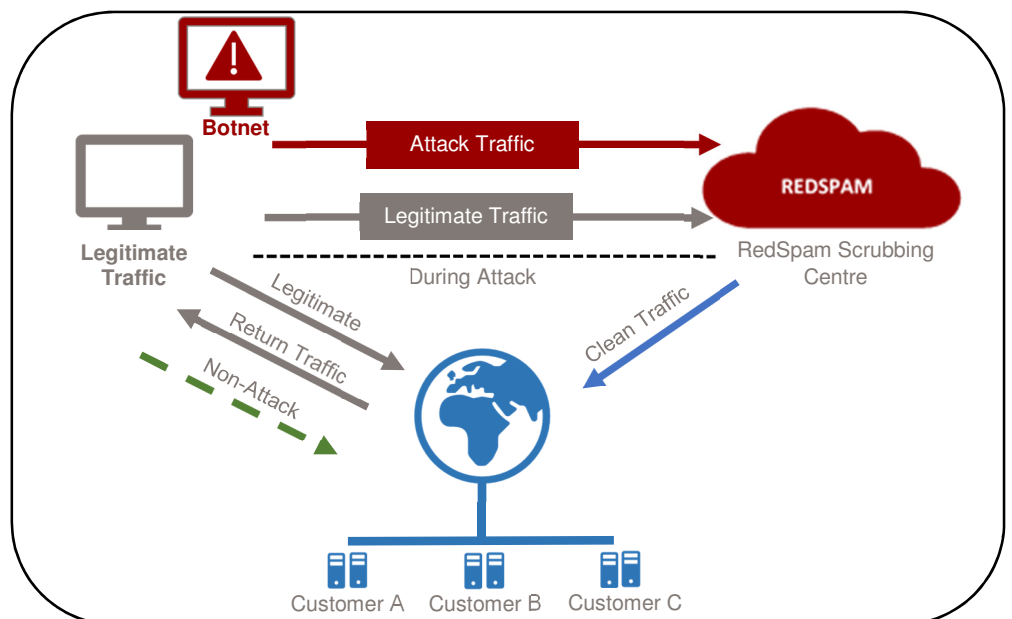 Botnet
Attack Traffic
REDSPAM
Legitimate Traffic
Legitimate
Traffic
RedSpam Scrubbing
Centre
During Attack
Legitimate
Return Traffic
Non-Attack
Clean Traffic
Customer A
Customer B
Customer C